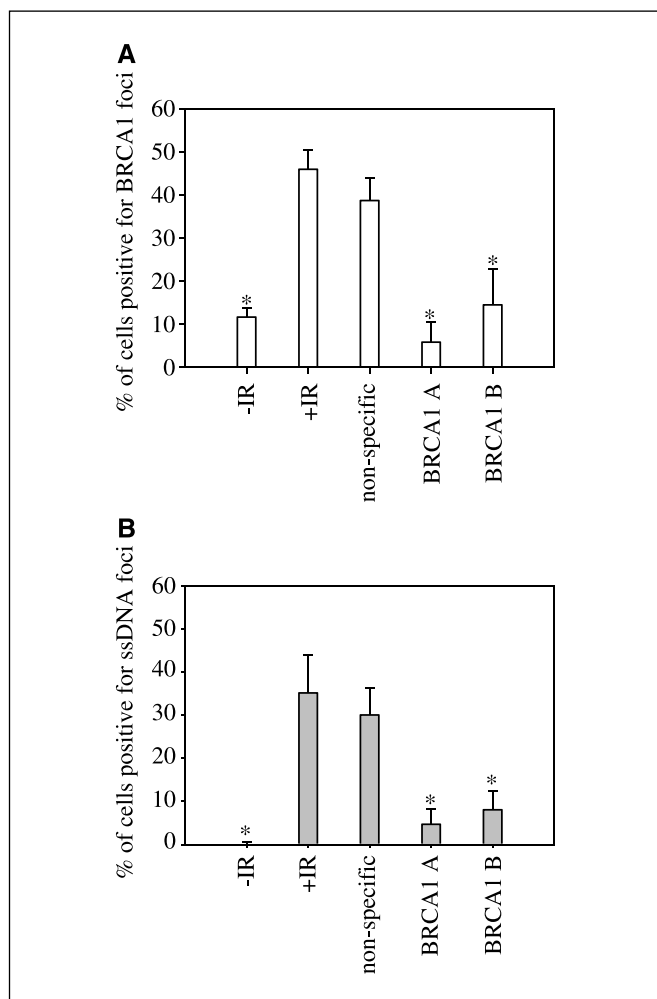 A
% of cells positive for BRCA1 foci
60
50
40
30
20
10
0
*
*
*
-IR
+IR
non-specific
BRCA1 A
BRCA1 B
B
% of cells positive for ssDNA foci
60
50
40
30
20
10
0
*
*
*
-IR
+IR
non-specific
BRCA1 A
BRCA1 B